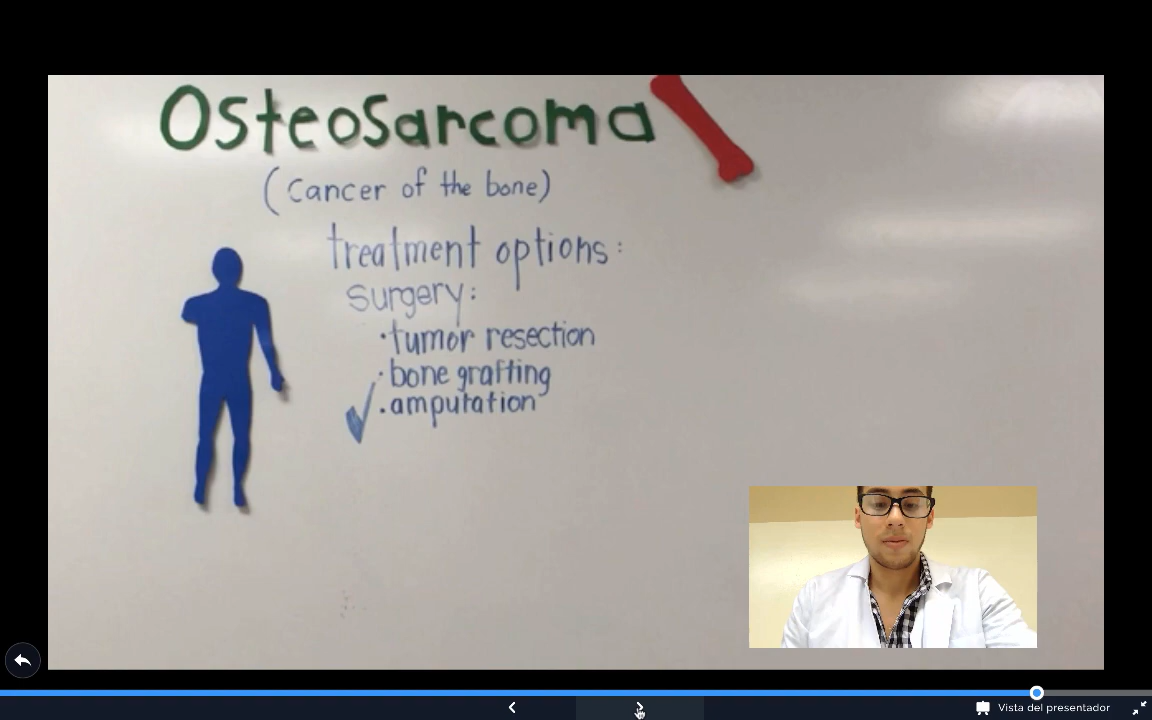 Osteosarcoma
(cancer of the bone)
treatment options:
surgery:
·tumor resection
·bone grafting
✓·amputation
Vista del presentador